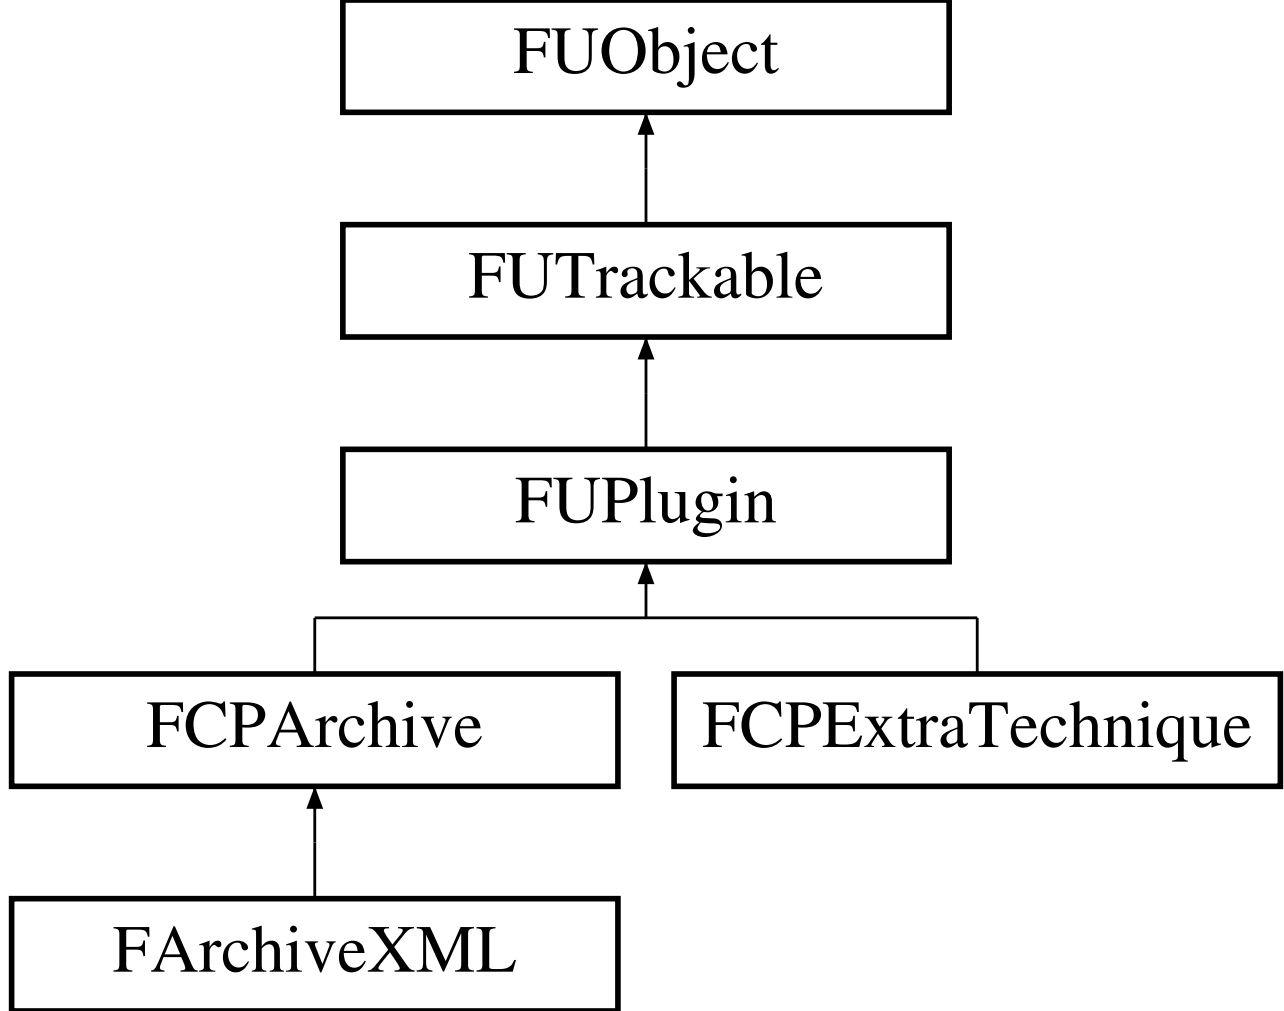 FUObject
FUTrackable
FUPlugin
FCPArchive
FCPExtraTechnique
FArchiveXML